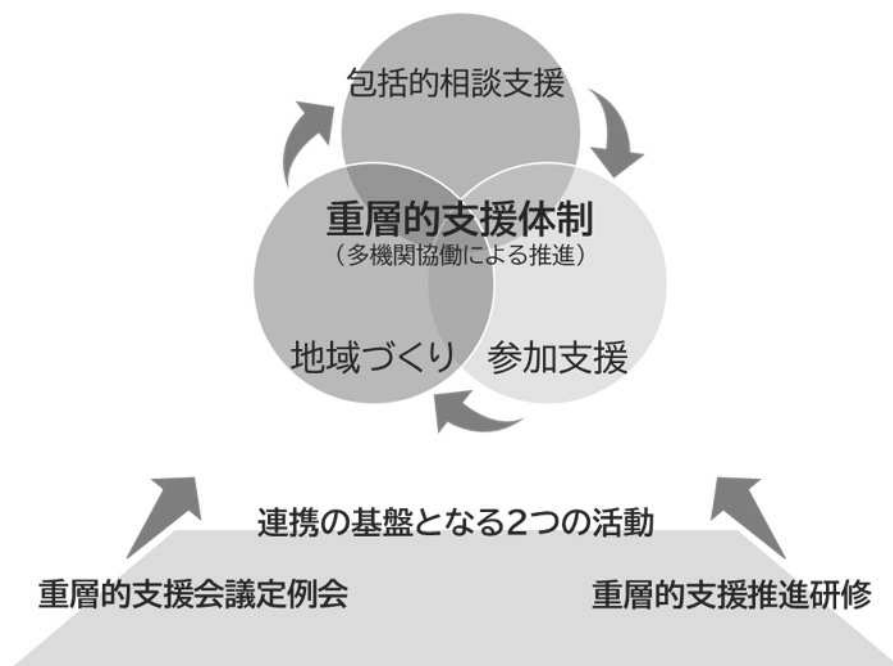 包括的相談支援
重層的支援体制
（多機関協働による推進）
地域づくり
参加支援
連携の基盤となる2つの活動
重層的支援会議定例会
重層的支援推進研修